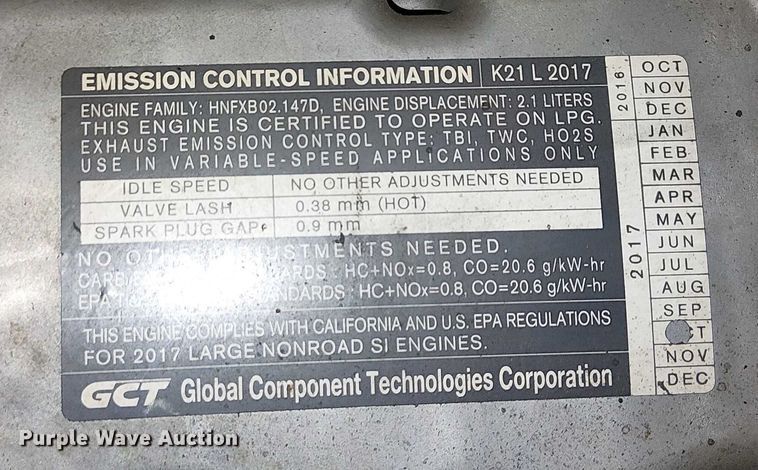 EMISSION CONTROL INFORMATION K21 L 2017
ENGINE FAMILY: HNFXB02.147D, ENGINE DISPLACEMENT: 2.1 LITERS
THIS ENGINE IS CERTIFIED TO OPERATE ON LPG.
EXHAUST EMISSION CONTROL TYPE: TBI, TWC, HO2S
USE IN VARIABLE-SPEED APPLICATIONS ONLY
IDLE SPEED NO OTHER ADJUSTMENTS NEEDED
VALVE LASH 0.38 mm (HOT)
SPARK PLUG GAP 0.9 mm
NO ADJUSTMENTS NEEDED.
: HC+NOx=0.8, CO=20.6 g/kW-hr
EPA STANDARDS : HC+NOx=0.8, CO=20.6 g/kW-hr
THIS ENGINE COMPLIES WITH CALIFORNIA AND U.S. EPA REGULATIONS
FOR 2017 LARGE NONROAD SI ENGINES.
GCT Global Component Technologies Corporation
2016
OCT
NOV
DEC
2017
JAN
FEB
MAR
APR
MAY
JUN
JUL
AUG
SEP
NOV
DEC
Purple Wave Auction